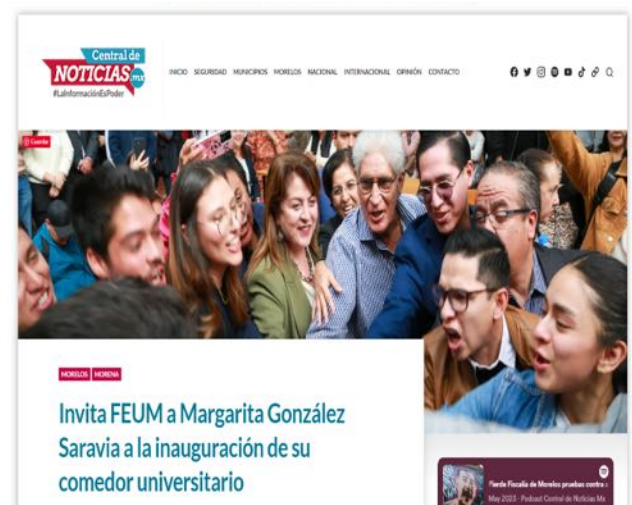 Central de
NOTICIAS mx
#LaInformaciónEsPoder
INICIO SEGURIDAD MUNICIPIOS MORELOS NACIONAL INTERNACIONAL OPINIÓN CONTACTO
Guardar
MORELOS MORENA
Invita FEUM a Margarita González
Saravia a la inauguración de su
comedor universitario
Pierde Fiscalía de Morelos pruebas contra
May 2023 · Podcast Central de Noticias Mx